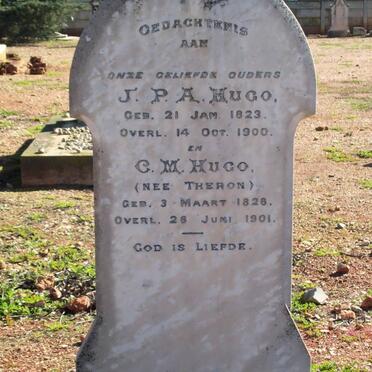 Gedachtenis
aan
onze geliefde ouders
J. P. A. Hugo,
Geb. 21 Jan. 1823.
Overl. 14 Oct. 1900.
en
C. M. Hugo,
(nee Theron)
Geb. 3 Maart 1826.
Overl. 26 Juni 1901.
God is Liefde.